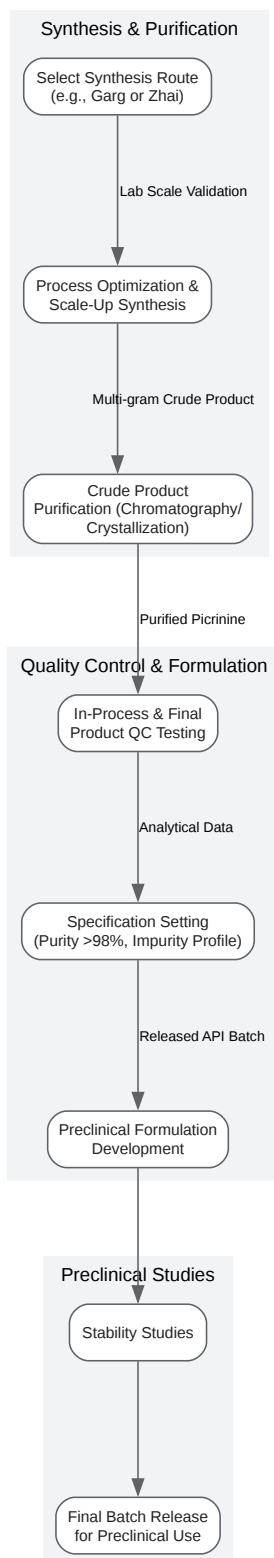 Synthesis & Purification
Select Synthesis Route
(e.g., Garg or Zhai)
Lab Scale Validation
Process Optimization &
Scale-Up Synthesis
Multi-gram Crude Product
Crude Product
Purification (Chromatography/
Crystallization)
Purified Picrinine
Quality Control & Formulation
In-Process & Final
Product QC Testing
Analytical Data
Specification Setting
(Purity >98%, Impurity Profile)
Released API Batch
Preclinical Formulation
Development
Preclinical Studies
Stability Studies
Final Batch Release
for Preclinical Use